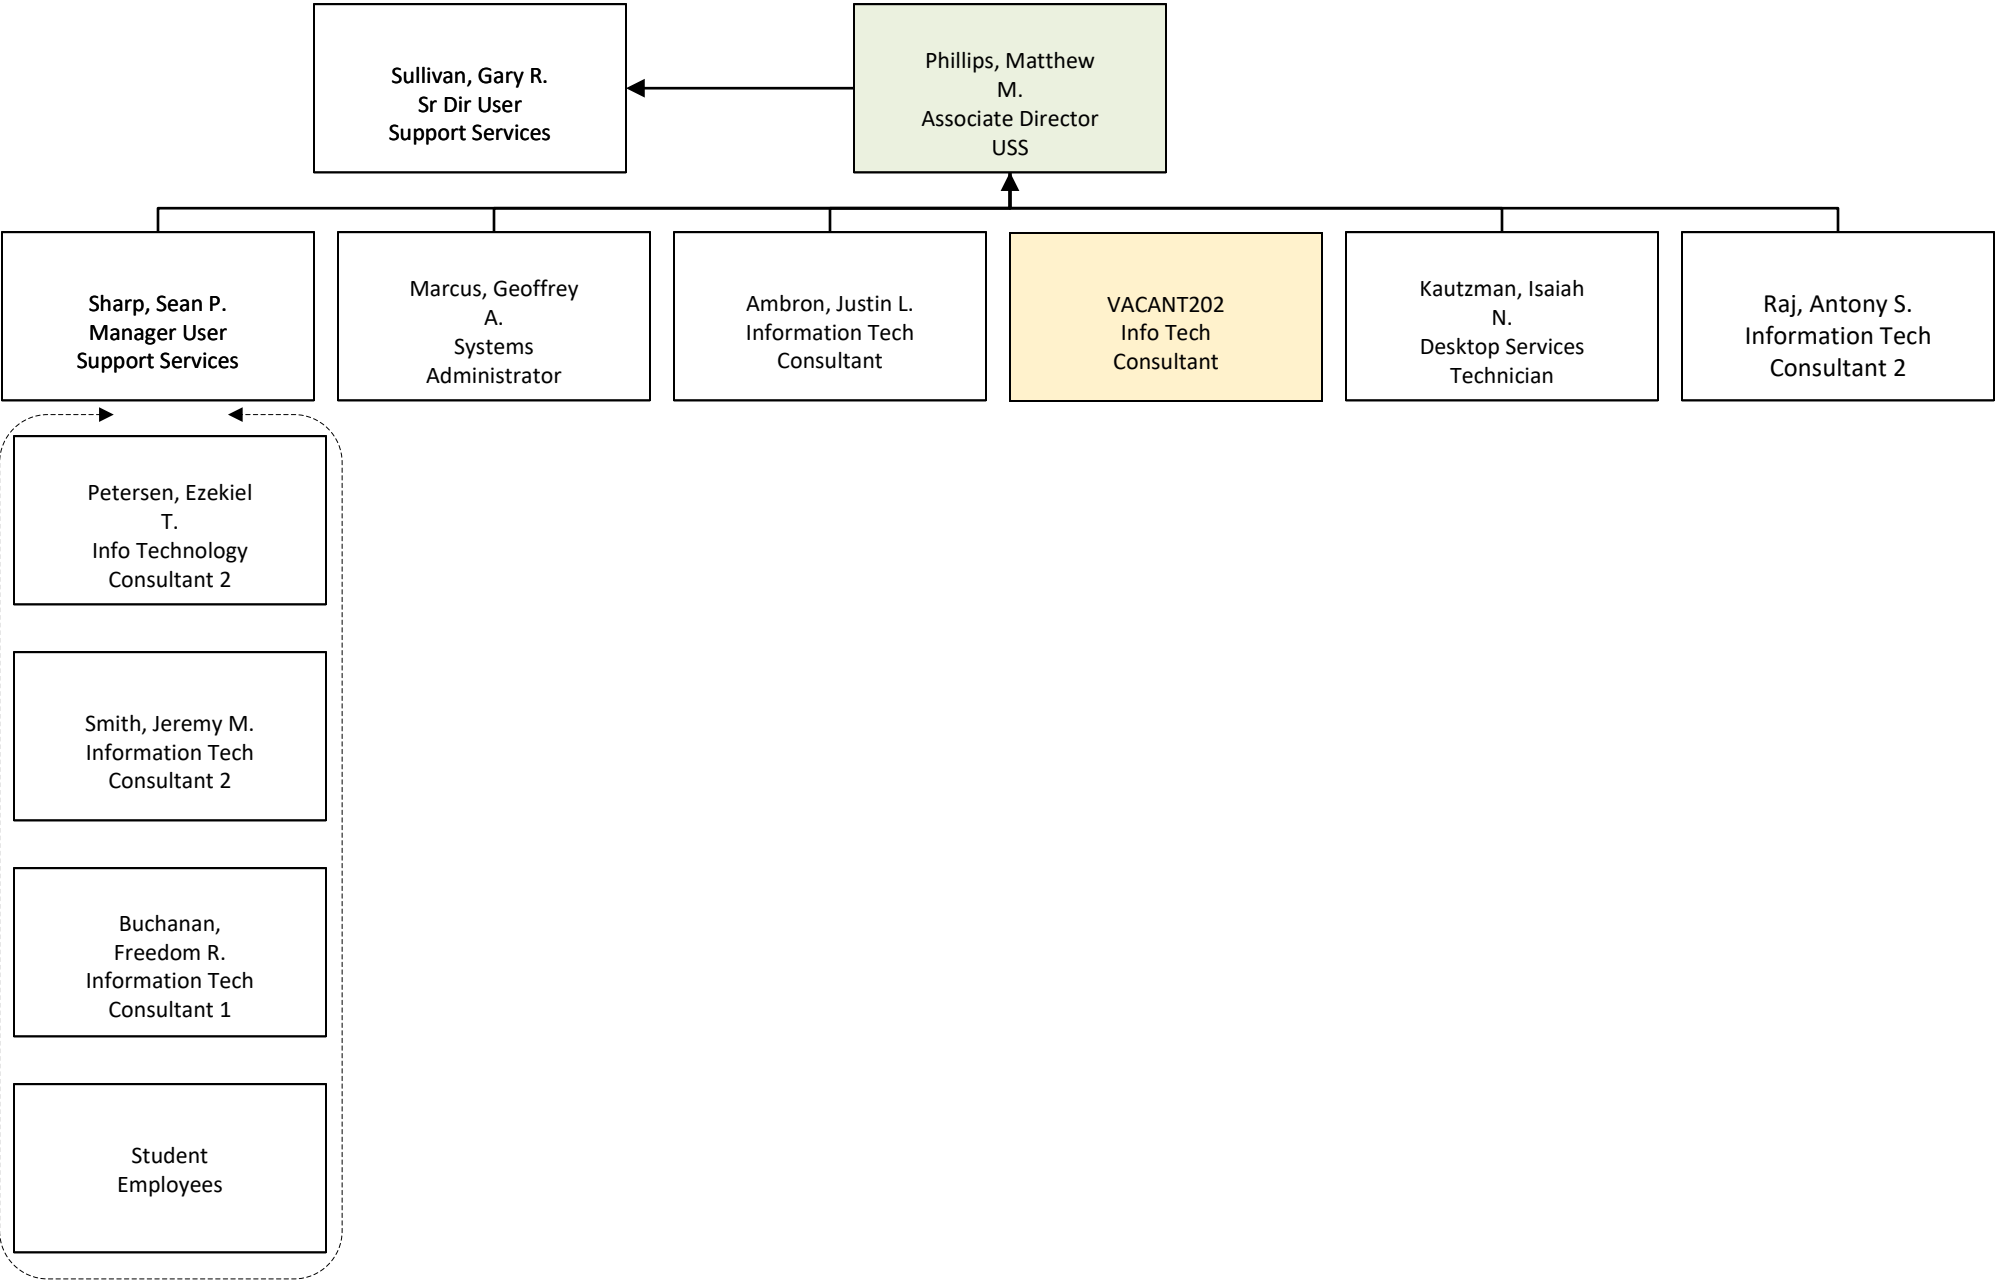 Sullivan, Gary R.
Sr Dir User
Support Services
Phillips, Matthew
M.
Associate Director
USS
Sharp, Sean P.
Manager User
Support Services
Marcus, Geoffrey
A.
Systems
Administrator
Ambron, Justin L.
Information Tech
Consultant
VACANT202
Info Tech
Consultant
Kautzman, Isaiah
N.
Desktop Services
Technician
Raj, Antony S.
Information Tech
Consultant 2
Petersen, Ezekiel
T.
Info Technology
Consultant 2
Smith, Jeremy M.
Information Tech
Consultant 2
Buchanan,
Freedom R.
Information Tech
Consultant 1
Student
Employees